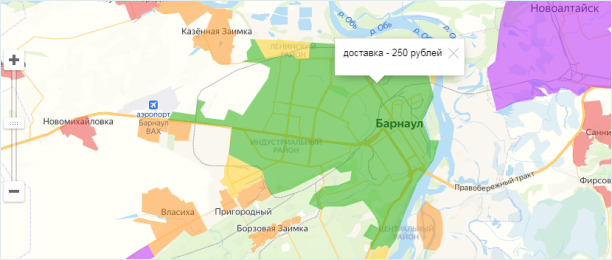 Новоалтайск
р. Обь
р. Обь
Казённая Заимка
ЛЕНИНСКИЙ
РАЙОН
доставка - 250 рублей
аэропорт
Барнаул
BAX
Новомихайловка
Барнаул
ИНДУСТРИАЛЬНЫЙ
РАЙОН
Санни
Фирсов
Правобережный тракт
Власиха
Пригородный
Борзовая Заимка
ЦЕНТРАЛЬНЫЙ
РАЙОН